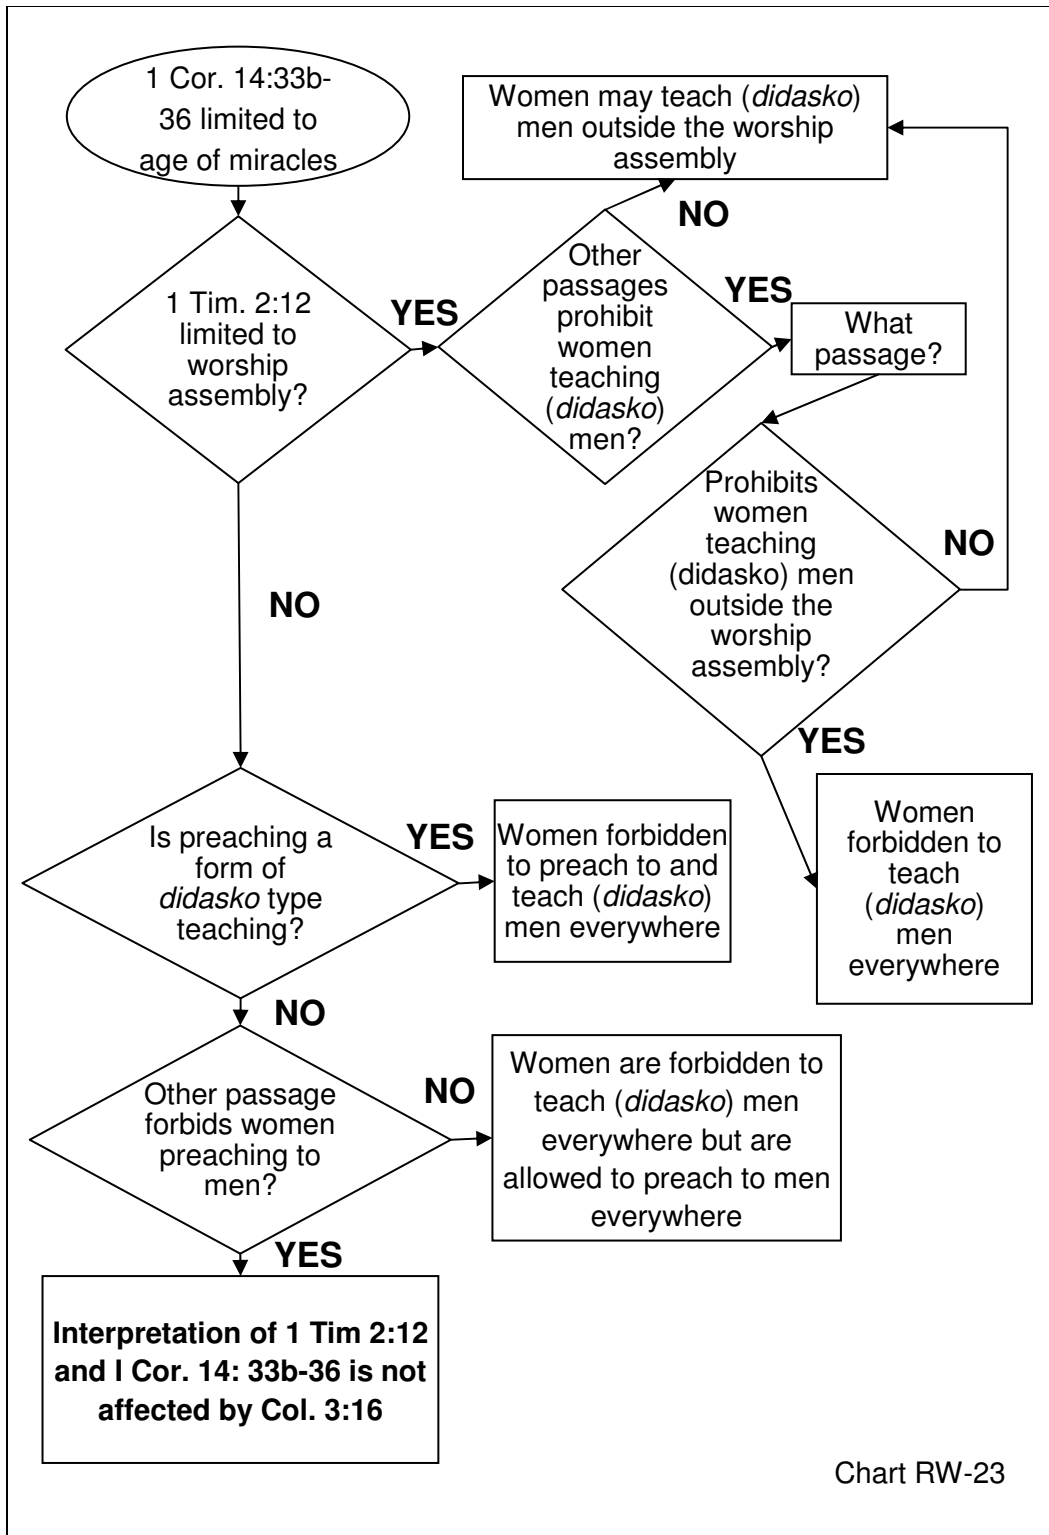 1 Cor. 14:33b-
36 limited to
age of miracles
Women may teach (didasko)
men outside the worship
assembly
NO
1 Tim. 2:12
limited to
worship
assembly?
YES
Other
passages
prohibit
women
teaching
(didasko)
men?
YES
What
passage?
Prohibits
women
teaching
(didasko) men
outside the
worship
assembly?
NO
NO
YES
Women
forbidden to
teach
(didasko)
men
everywhere
Is preaching a
form of
didasko type
teaching?
YES
Women forbidden
to preach to and
teach (didasko)
men everywhere
NO
Other passage
forbids women
preaching to
men?
NO
Women are forbidden to
teach (didasko) men
everywhere but are
allowed to preach to men
everywhere
YES
Interpretation of 1 Tim 2:12
and I Cor. 14: 33b-36 is not
affected by Col. 3:16
Chart RW-23